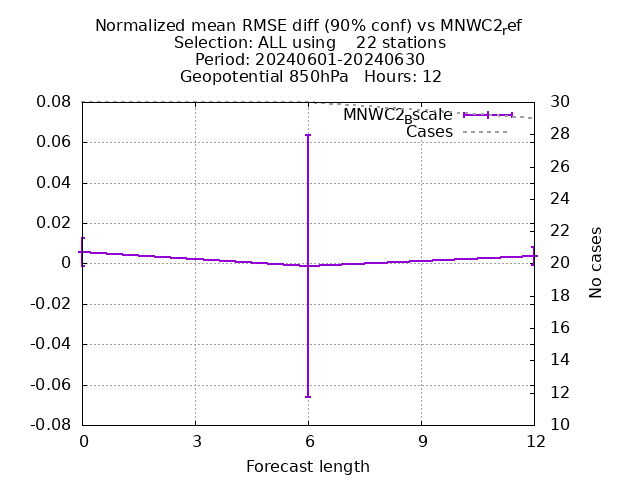 Normalized mean RMSE diff (90% conf) vs MNWC2ref
Selection: ALL using    22 stations
Period: 20240601-20240630
Geopotential 850hPa   Hours: 12
MNWC2Bscale
Cases
0.08
0.06
0.04
0.02
0
-0.02
-0.04
-0.06
-0.08
30
28
26
24
22
20
18
16
14
12
10
No cases
0 3 6 9 12
Forecast length